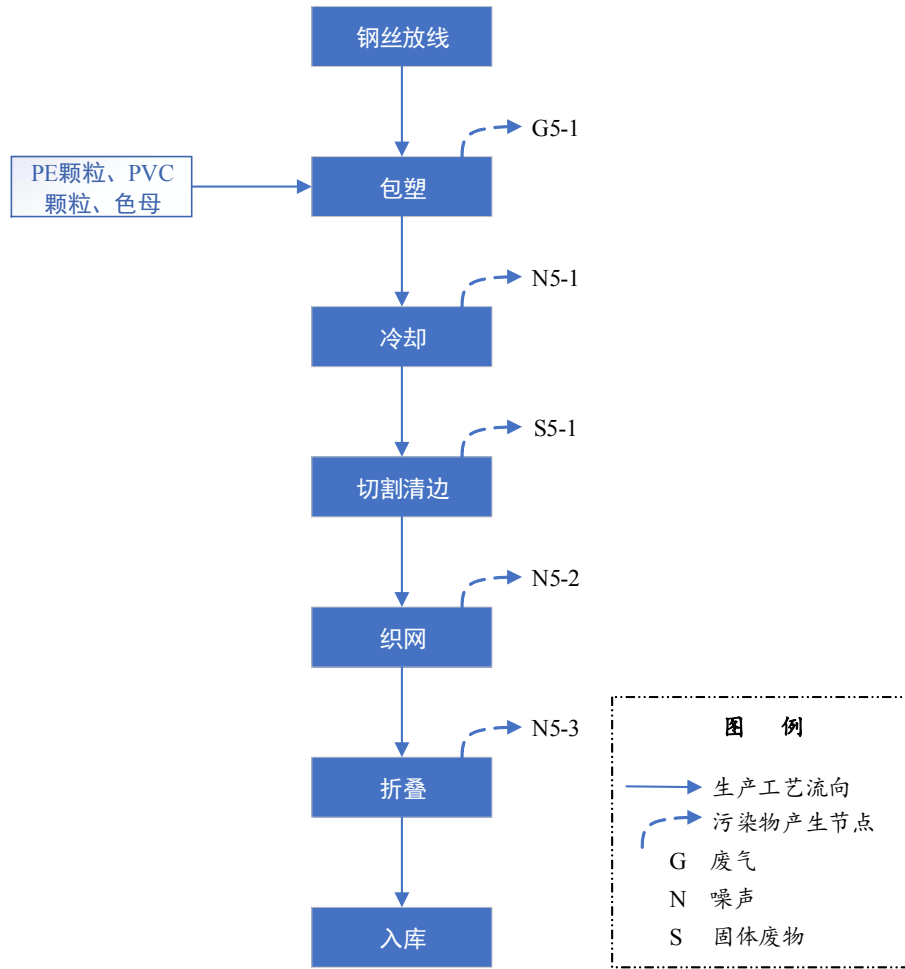 钢丝放线
G5-1
PE颗粒、PVC
颗粒、色母
包塑
N5-1
冷却
S5-1
切割清边
N5-2
织网
N5-3
折叠
入库
图 例
生产工艺流向
污染物产生节点
G 废气
N 噪声
S 固体废物